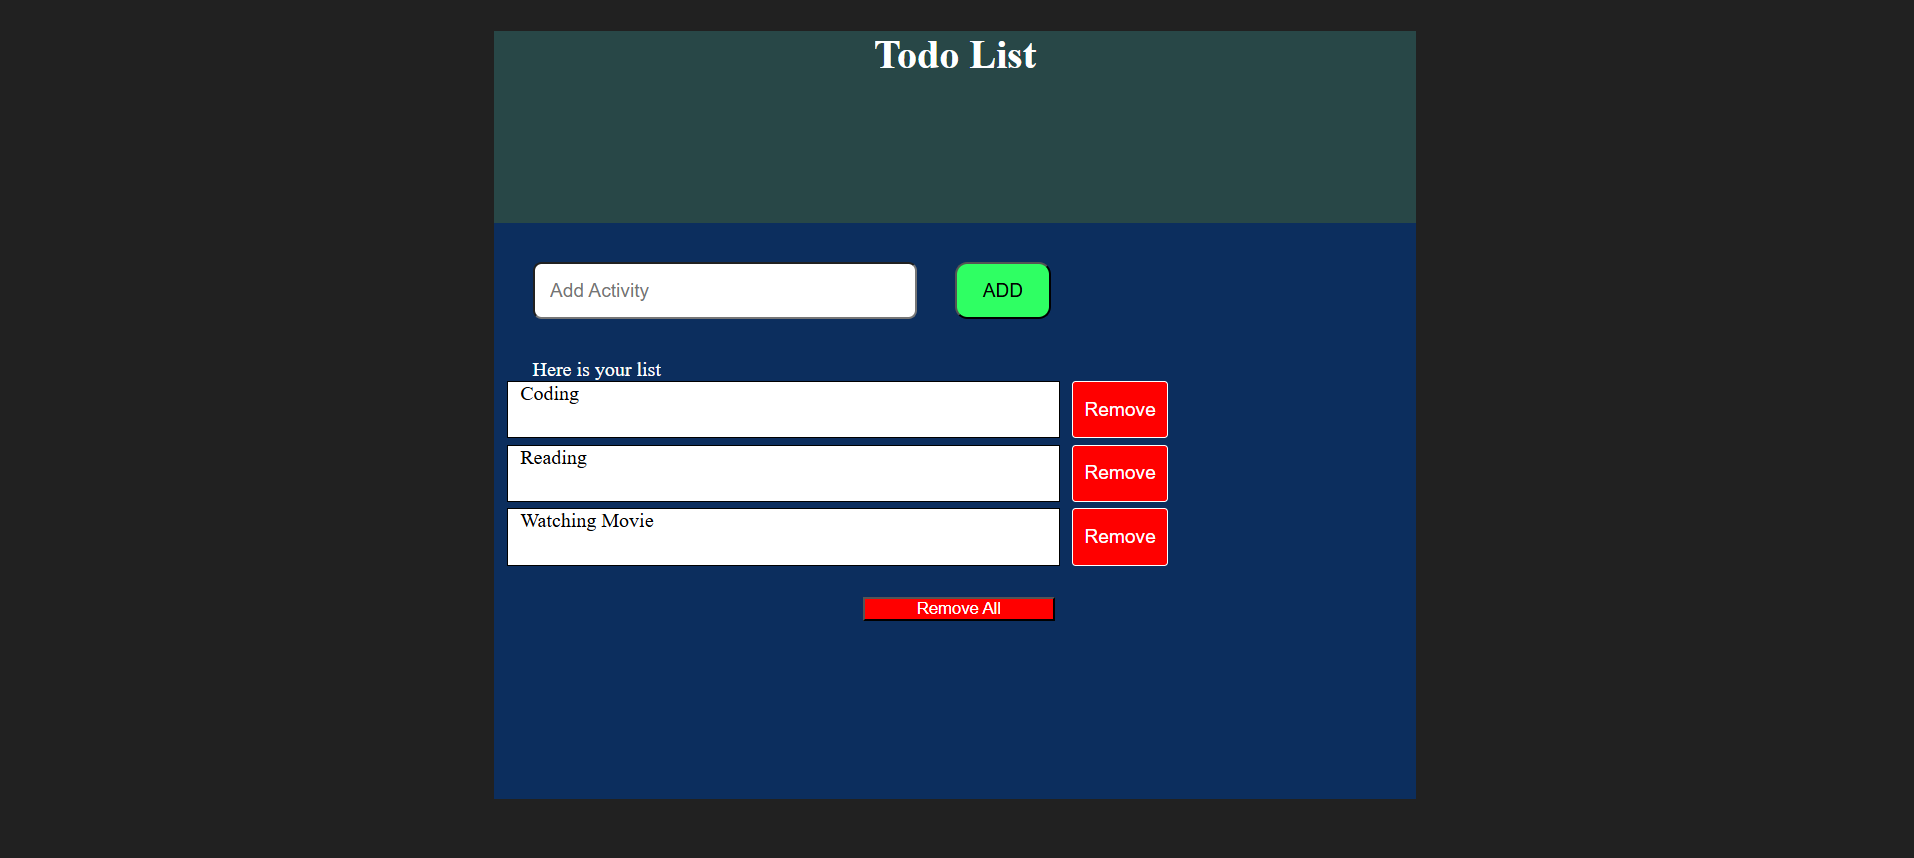 Todo List
Add Activity
ADD
Here is your list
Coding
Remove
Reading
Remove
Watching Movie
Remove
Remove All